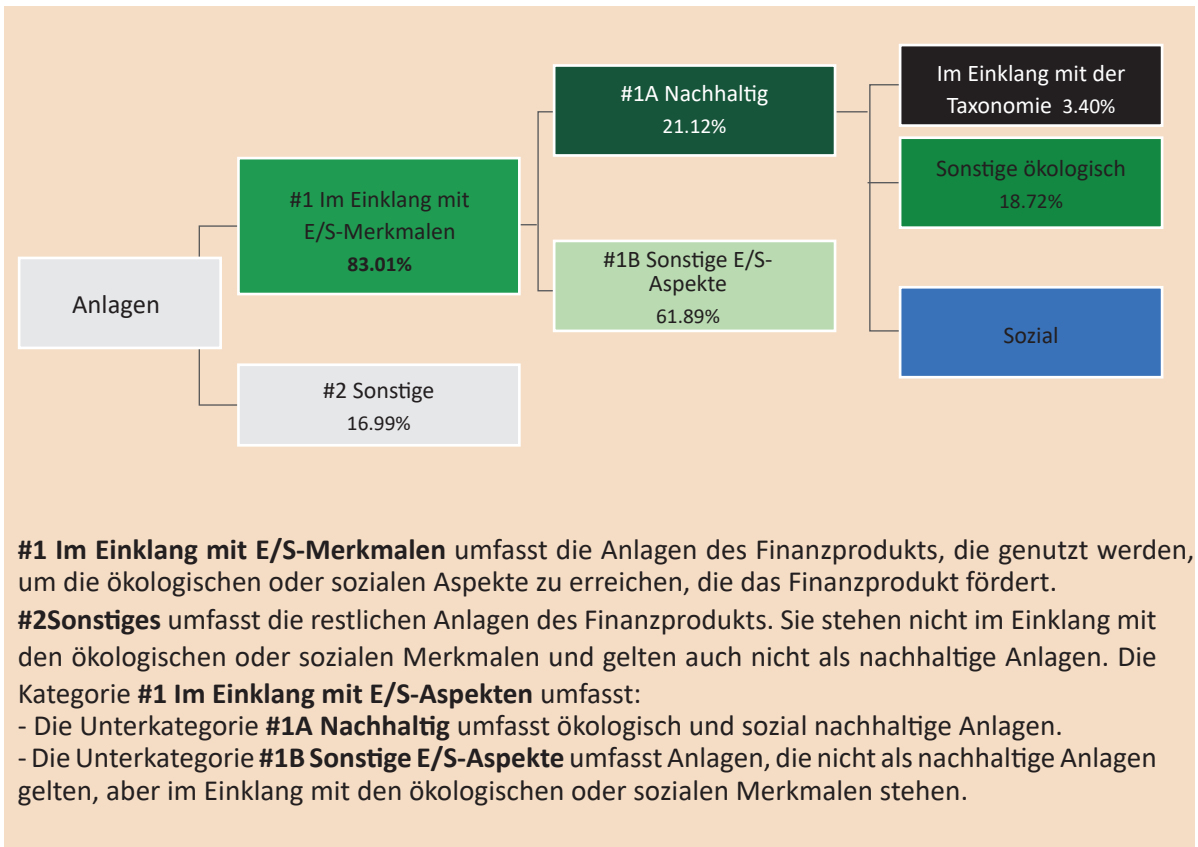 Anlagen
#1 Im Einklang mit
E/S-Merkmalen
83.01%
#2 Sonstige
16.99%
#1A Nachhaltig
21.12%
#1B Sonstige E/S-
Aspekte
61.89%
Im Einklang mit der
Taxonomie 3.40%
Sonstige ökologisch
18.72%
Sozial
#1 Im Einklang mit E/S-Merkmalen umfasst die Anlagen des Finanzprodukts, die genutzt werden,
um die ökologischen oder sozialen Aspekte zu erreichen, die das Finanzprodukt fördert.
#2Sonstiges umfasst die restlichen Anlagen des Finanzprodukts. Sie stehen nicht im Einklang mit
den ökologischen oder sozialen Merkmalen und gelten auch nicht als nachhaltige Anlagen. Die
Kategorie #1 Im Einklang mit E/S-Aspekten umfasst:
- Die Unterkategorie #1A Nachhaltig umfasst ökologisch und sozial nachhaltige Anlagen.
- Die Unterkategorie #1B Sonstige E/S-Aspekte umfasst Anlagen, die nicht als nachhaltige Anlagen
gelten, aber im Einklang mit den ökologischen oder sozialen Merkmalen stehen.